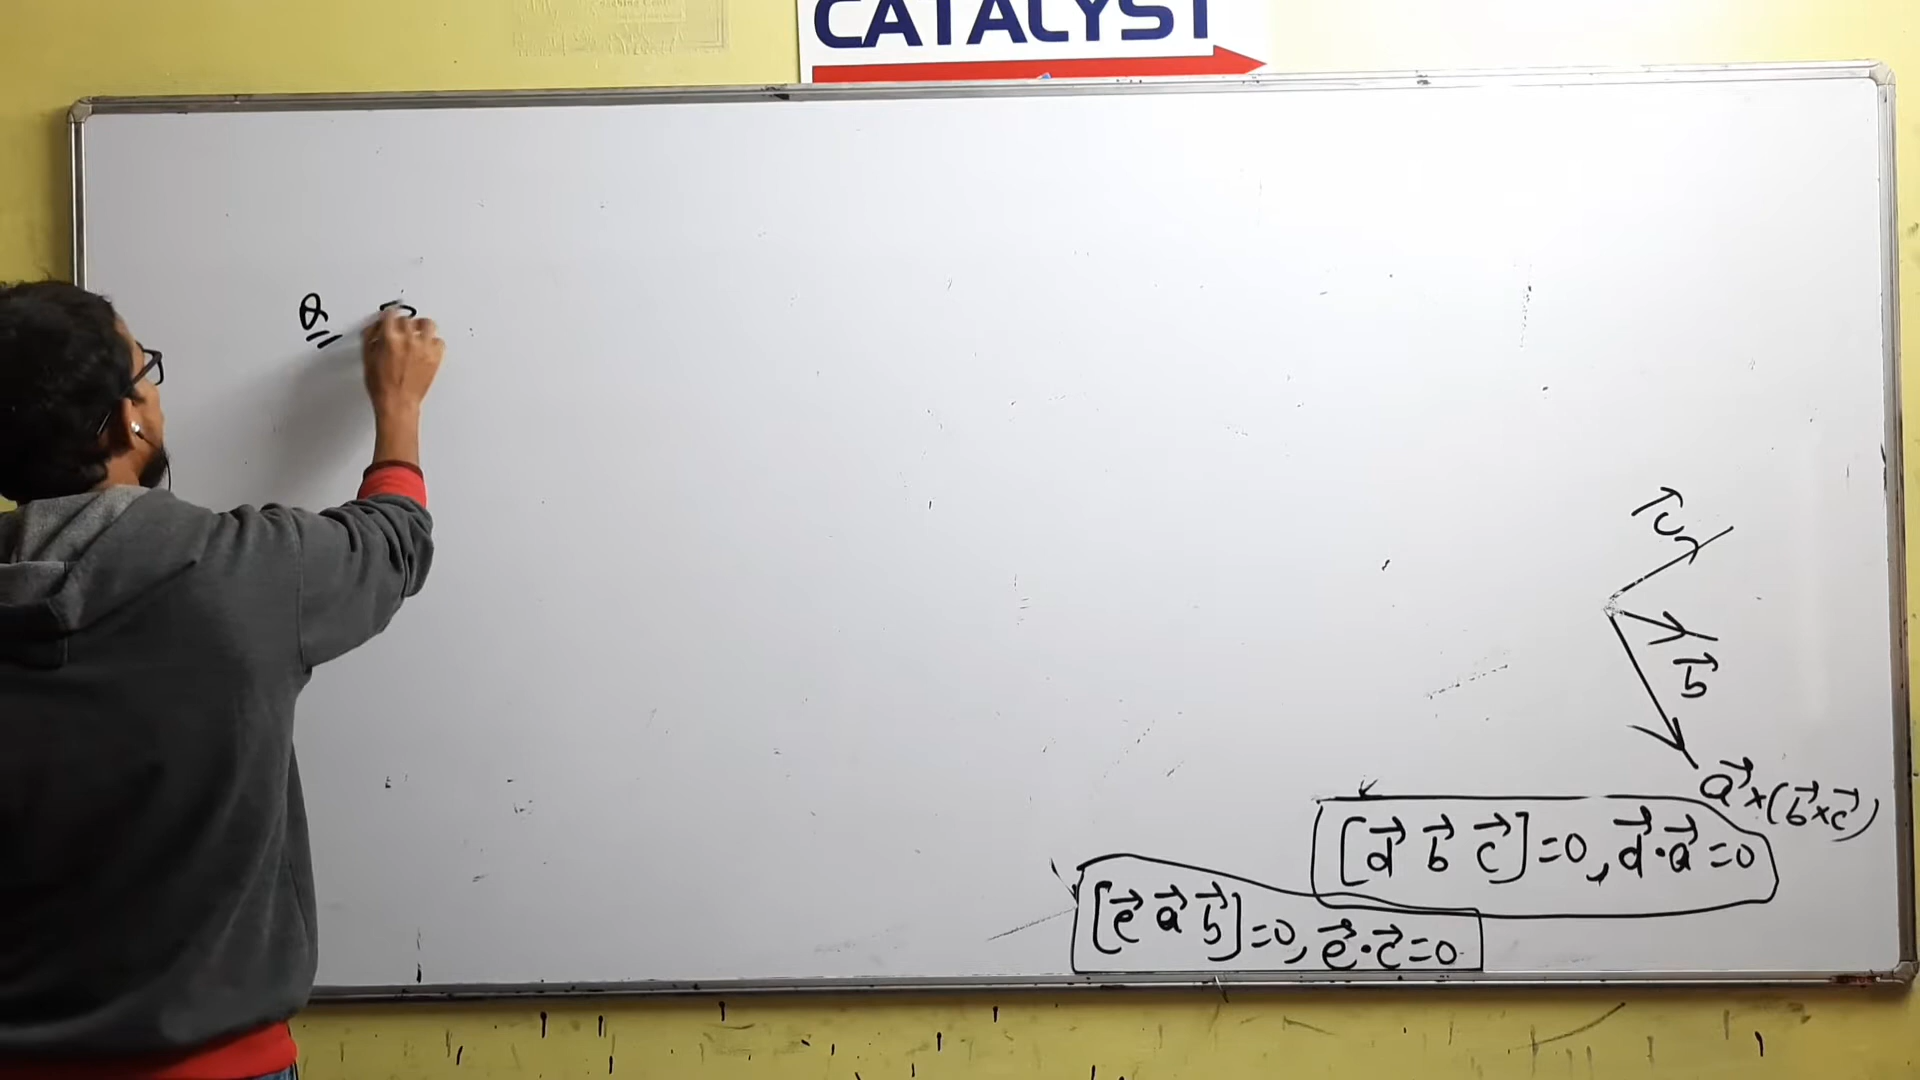 CATALYST
Q
c⃗
b⃗
a⃗×(b⃗×c⃗)
[d⃗ b⃗ c⃗]=0, d⃗·a⃗=0
[e⃗ a⃗ b⃗]=0, e⃗·c⃗=0